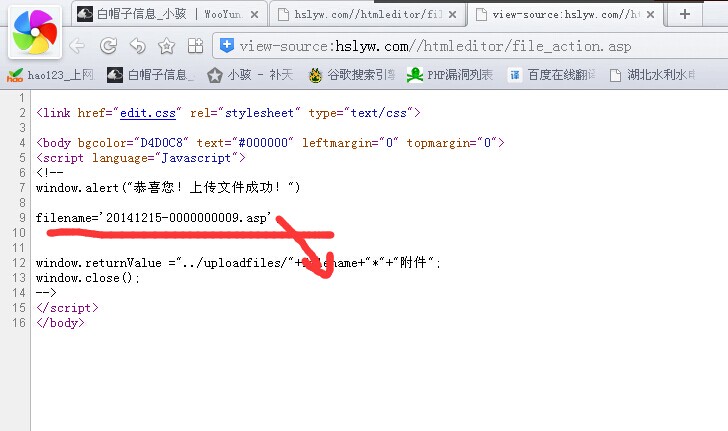 白帽子信息_小骇 | WooYun.
hslyw.com//htmleditor/fil
view-source:hslyw.com//h
view-source:hslyw.com//htmleditor/file_action.asp
hao123_上网
白帽子信息_
小骇 - 补天
谷歌搜索引
PHP漏洞列表
百度在线翻译
湖北水利水电
1
2 <link href="edit.css" rel="stylesheet" type="text/css">
3
4 <body bgcolor="D4D0C8" text="#000000" leftmargin="0" topmargin="0">
5 <script language="Javascript">
6 <!--
7 window.alert("恭喜您! 上传文件成功! ")
8
9 filename='20141215-0000000009.asp'
10
11
12 window.returnValue ="../uploadfiles/"+filename+"*"+"附件";
13 window.close();
14 -->
15 </script>
16 </body>